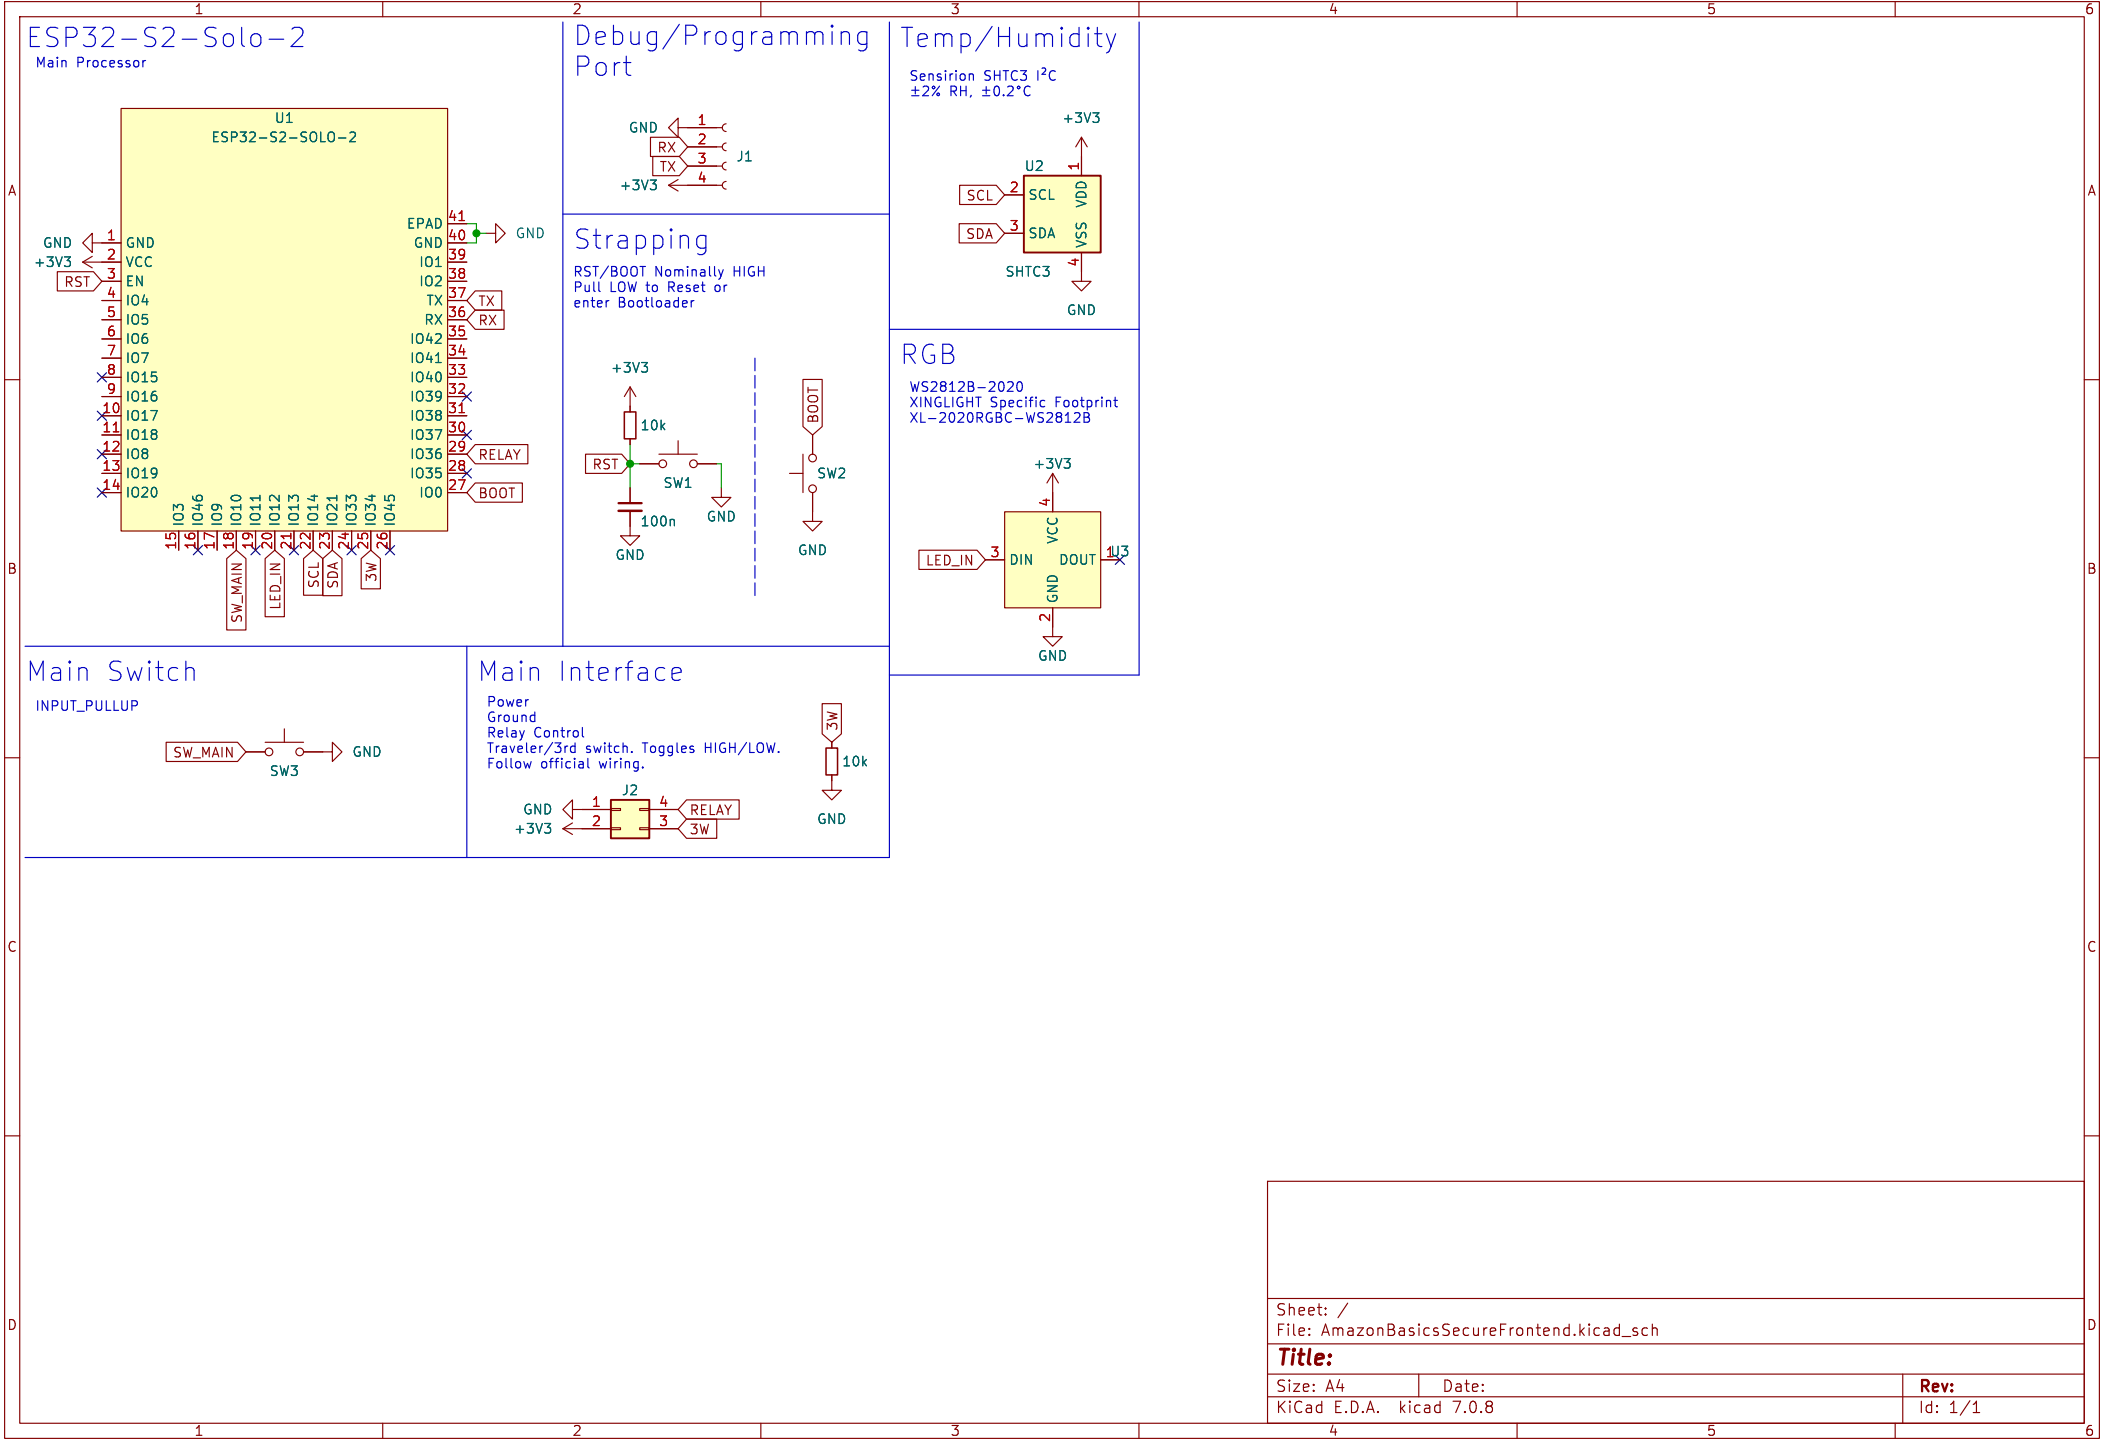 1 2 3 4 5 6
A
B
C
D
A
B
C
D
1 2 3 4 5 6
ESP32-S2-Solo-2
Main Processor
U1
ESP32-S2-SOLO-2
GND 1 GND
+3V3 2 VCC
RST 3 EN
4 IO4
5 IO5
6 IO6
7 IO7
8 IO15
9 IO16
10 IO17
11 IO18
12 IO8
13 IO19
14 IO20
EPAD 41
GND 40 GND
IO1 39
IO2 38
TX 37 TX
RX 36 RX
IO42 35
IO41 34
IO40 33
IO39 32
IO38 31
IO37 30
IO36 29 RELAY
IO35 28
IO0 27 BOOT
IO3 15
IO46 16
IO9 17
IO10 18 SW_MAIN
IO11 19
IO12 20 LED_IN
IO13 21
IO14 22 SCL
IO21 23 SDA
IO33 24
IO34 25 3W
IO45 26
Debug/Programming
Port
GND 1
RX 2
TX 3
+3V3 4
J1
Strapping
RST/BOOT Nominally HIGH
Pull LOW to Reset or
enter Bootloader
+3V3
10k
RST
SW1
GND
100n
GND
BOOT
SW2
GND
Temp/Humidity
Sensirion SHTC3 I²C
±2% RH, ±0.2°C
+3V3
U2
1 VDD
SCL 2 SCL
SDA 3 SDA
VSS 4
SHTC3
GND
RGB
WS2812B-2020
XINGLIGHT Specific Footprint
XL-2020RGBC-WS2812B
+3V3
4 VCC
LED_IN 3 DIN
DOUT 1
U3
GND 2
GND
Main Switch
INPUT_PULLUP
SW_MAIN
SW3
GND
Main Interface
Power
Ground
Relay Control
Traveler/3rd switch. Toggles HIGH/LOW.
Follow official wiring.
3W
10k
GND
J2
GND 1 4 RELAY
+3V3 2 3 3W
Sheet: /
File: AmazonBasicsSecureFrontend.kicad_sch
Title:
Size: A4 Date: Rev:
KiCad E.D.A. kicad 7.0.8 Id: 1/1